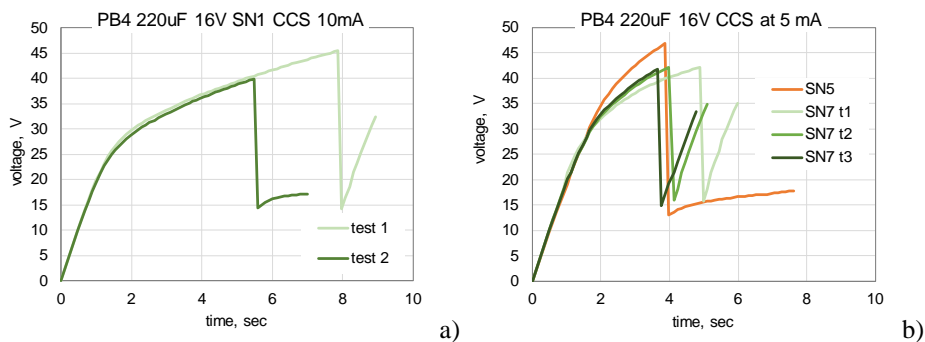 PB4 220uF 16V SN1 CCS 10mA
50
45
40
35
30
25
20
15
10
5
0
voltage, V
test 1
test 2
0 2 4 6 8 10
time, sec
a)
PB4 220uF 16V CCS at 5 mA
50
45
40
35
30
25
20
15
10
5
0
voltage, V
SN5
SN7 t1
SN7 t2
SN7 t3
0 2 4 6 8 10
time, sec
b)